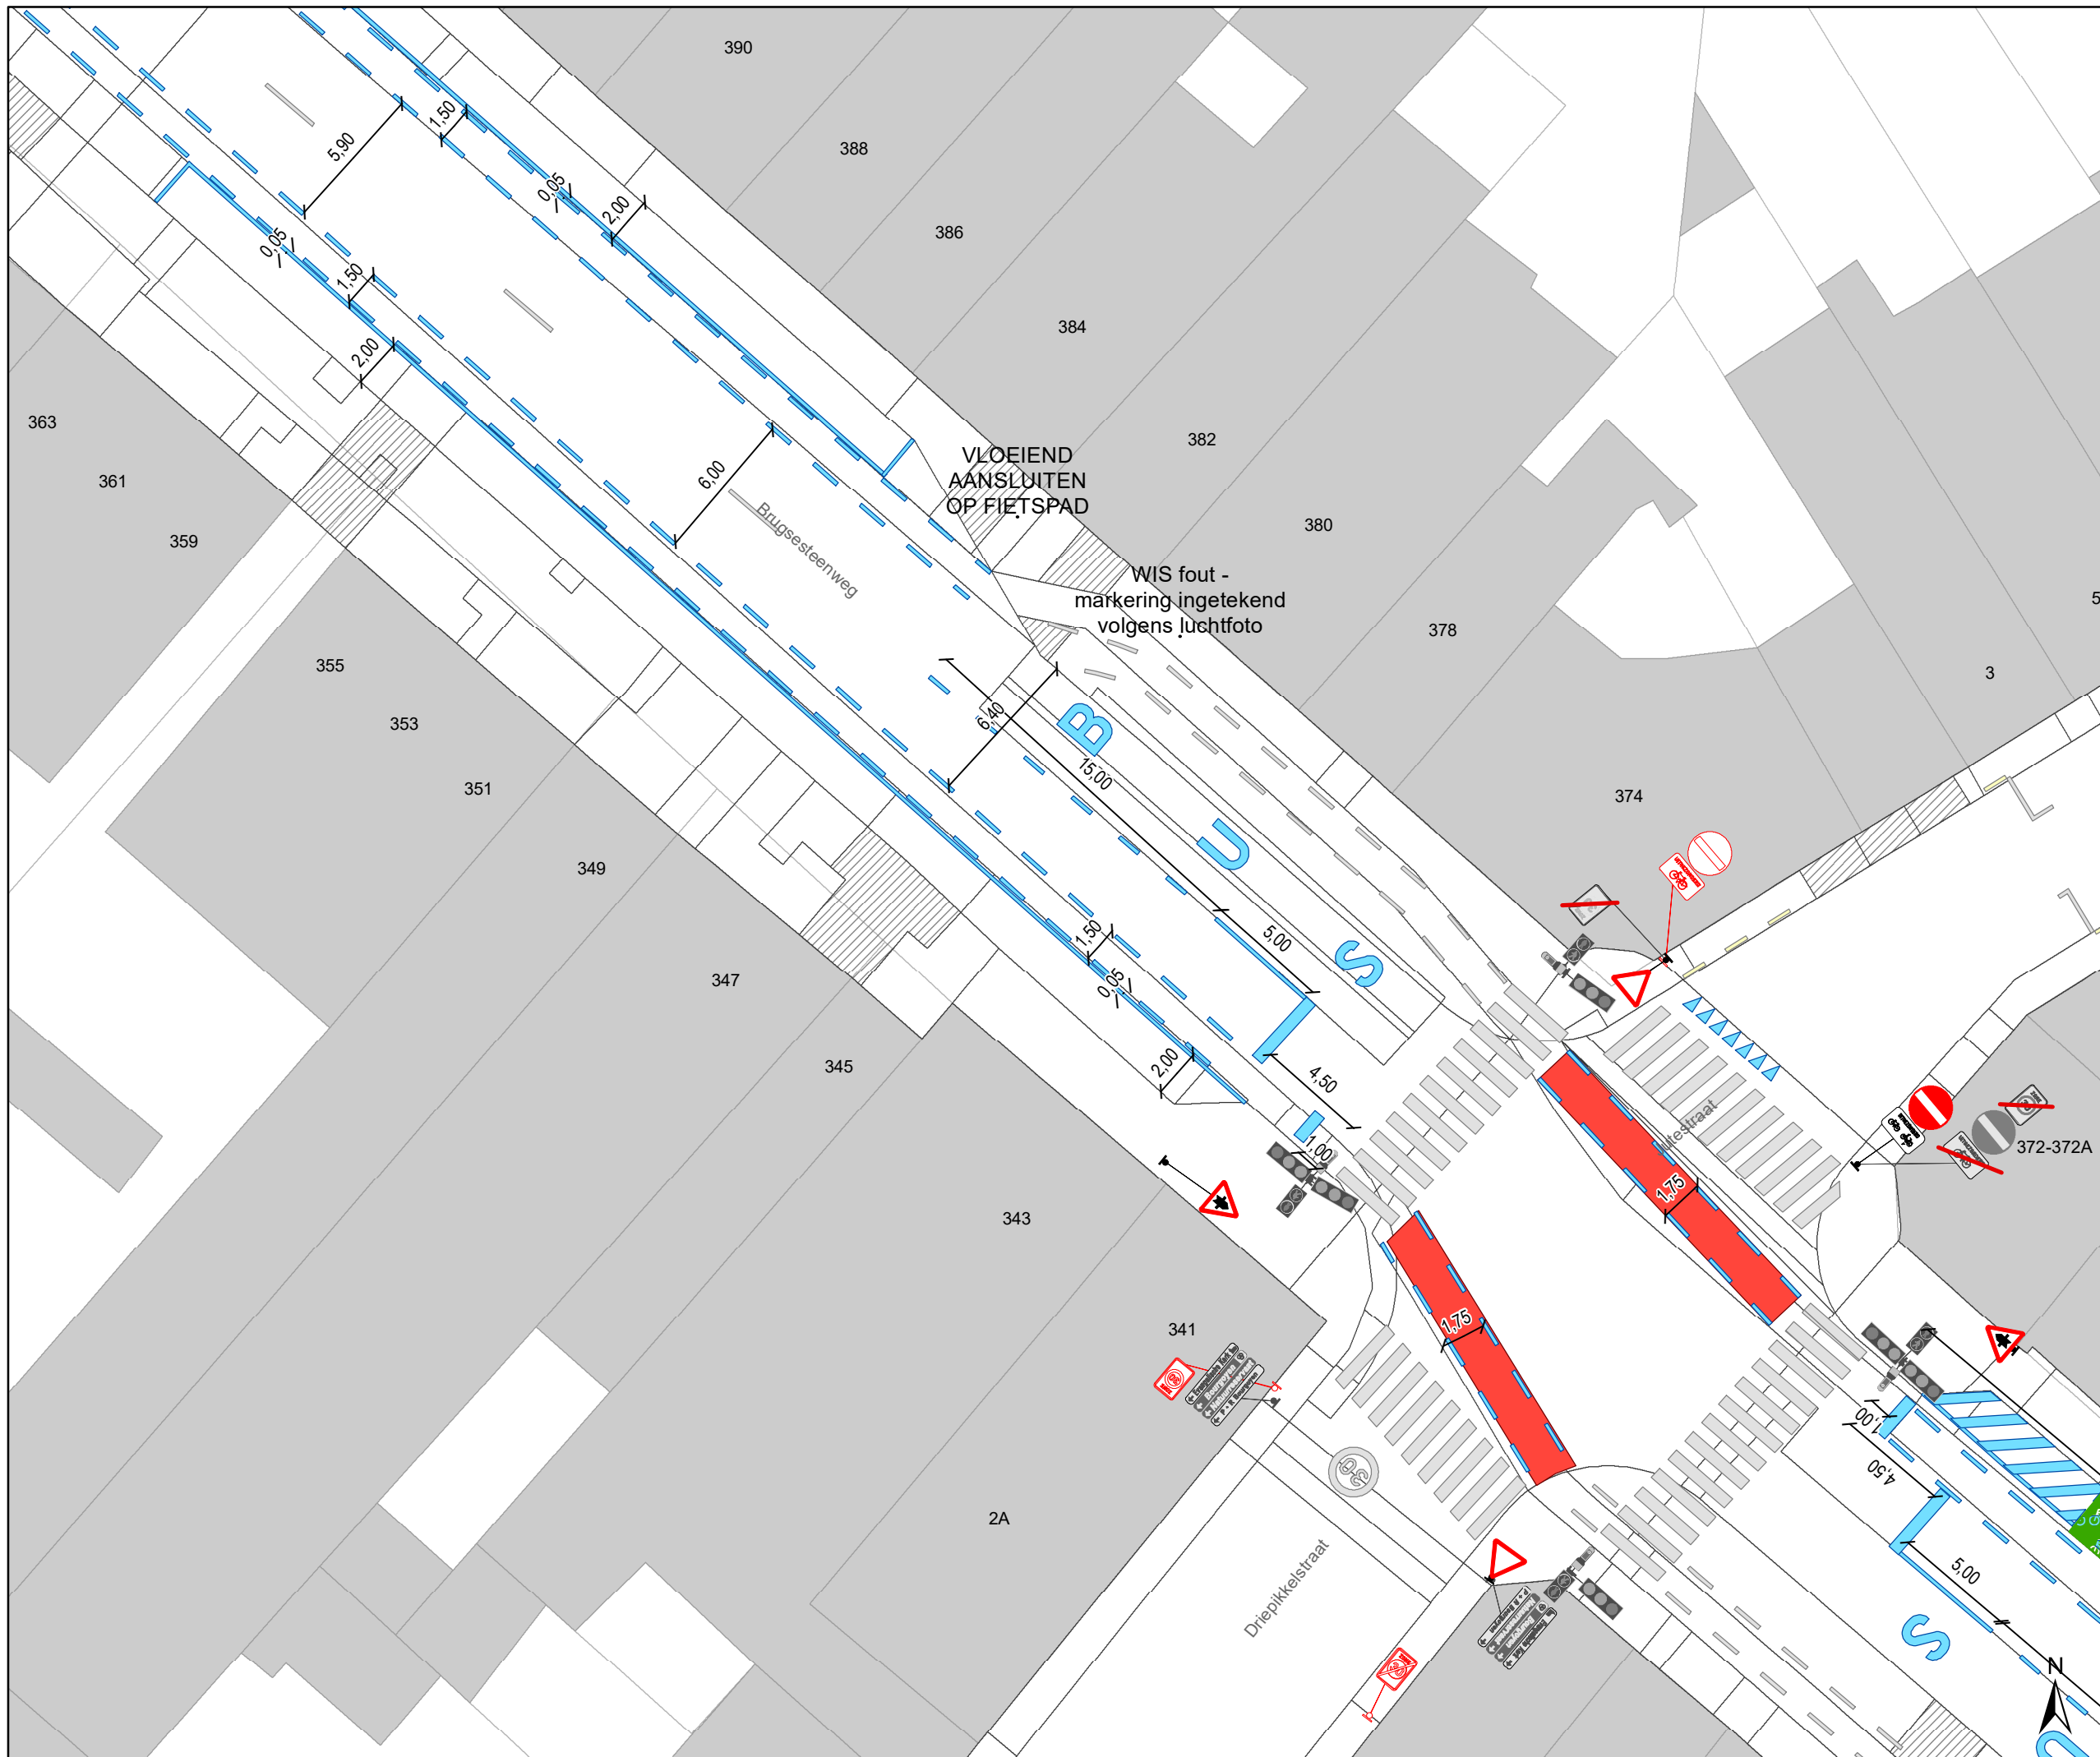 390
1,50
5,90
388
0,05
2,00
386
0,05
1,50
384
2,00
363
382
VLOEIEND
AANSLUITEN
OP FIETSPAD
6,00
361
Brugsesteenweg
380
359
WIS fout -
markering ingetekend
volgens luchtfoto
378
355
3
353
6,40
B
15,00
351
374
U
349
5,00
S
1,50
347
0,05
2,00
345
4,50
1,00
372-372A
1,75
343
341
1,75
1,00
4,50
30
2A
5,00
Driepikkelstraat
S
N